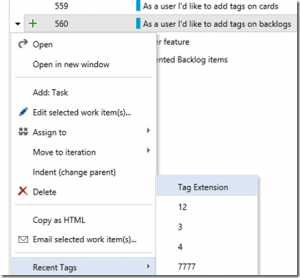 559 As a user I'd like to add tags on cards
560 As a user I'd like to add tags on backlogs
Open
er feature
Open in new window
ented Backlog items
Add: Task
Edit selected work item(s)...
Assign to
Move to iteration
Indent (change parent)
Delete
Tag Extension
12
Copy as HTML
3
Email selected work item(s)...
4
Recent Tags
7777